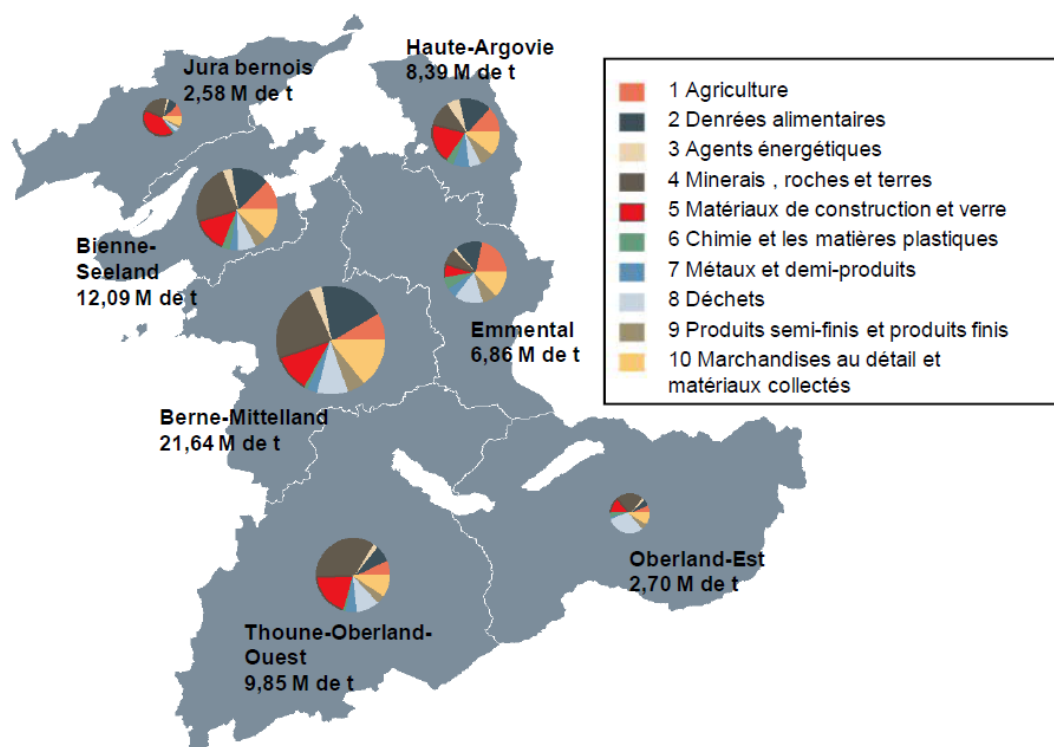 Haute-Argovie
8,39 M de t
Jura bernois
2,58 M de t
1 Agriculture
2 Denrées alimentaires
3 Agents énergétiques
4 Minerais , roches et terres
5 Matériaux de construction et verre
6 Chimie et les matières plastiques
7 Métaux et demi-produits
8 Déchets
9 Produits semi-finis et produits finis
10 Marchandises au détail et
matériaux collectés
Bienne-
Seeland
12,09 M de t
Emmental
6,86 M de t
Berne-Mittelland
21,64 M de t
Oberland-Est
2,70 M de t
Thoune-Oberland-
Ouest
9,85 M de t